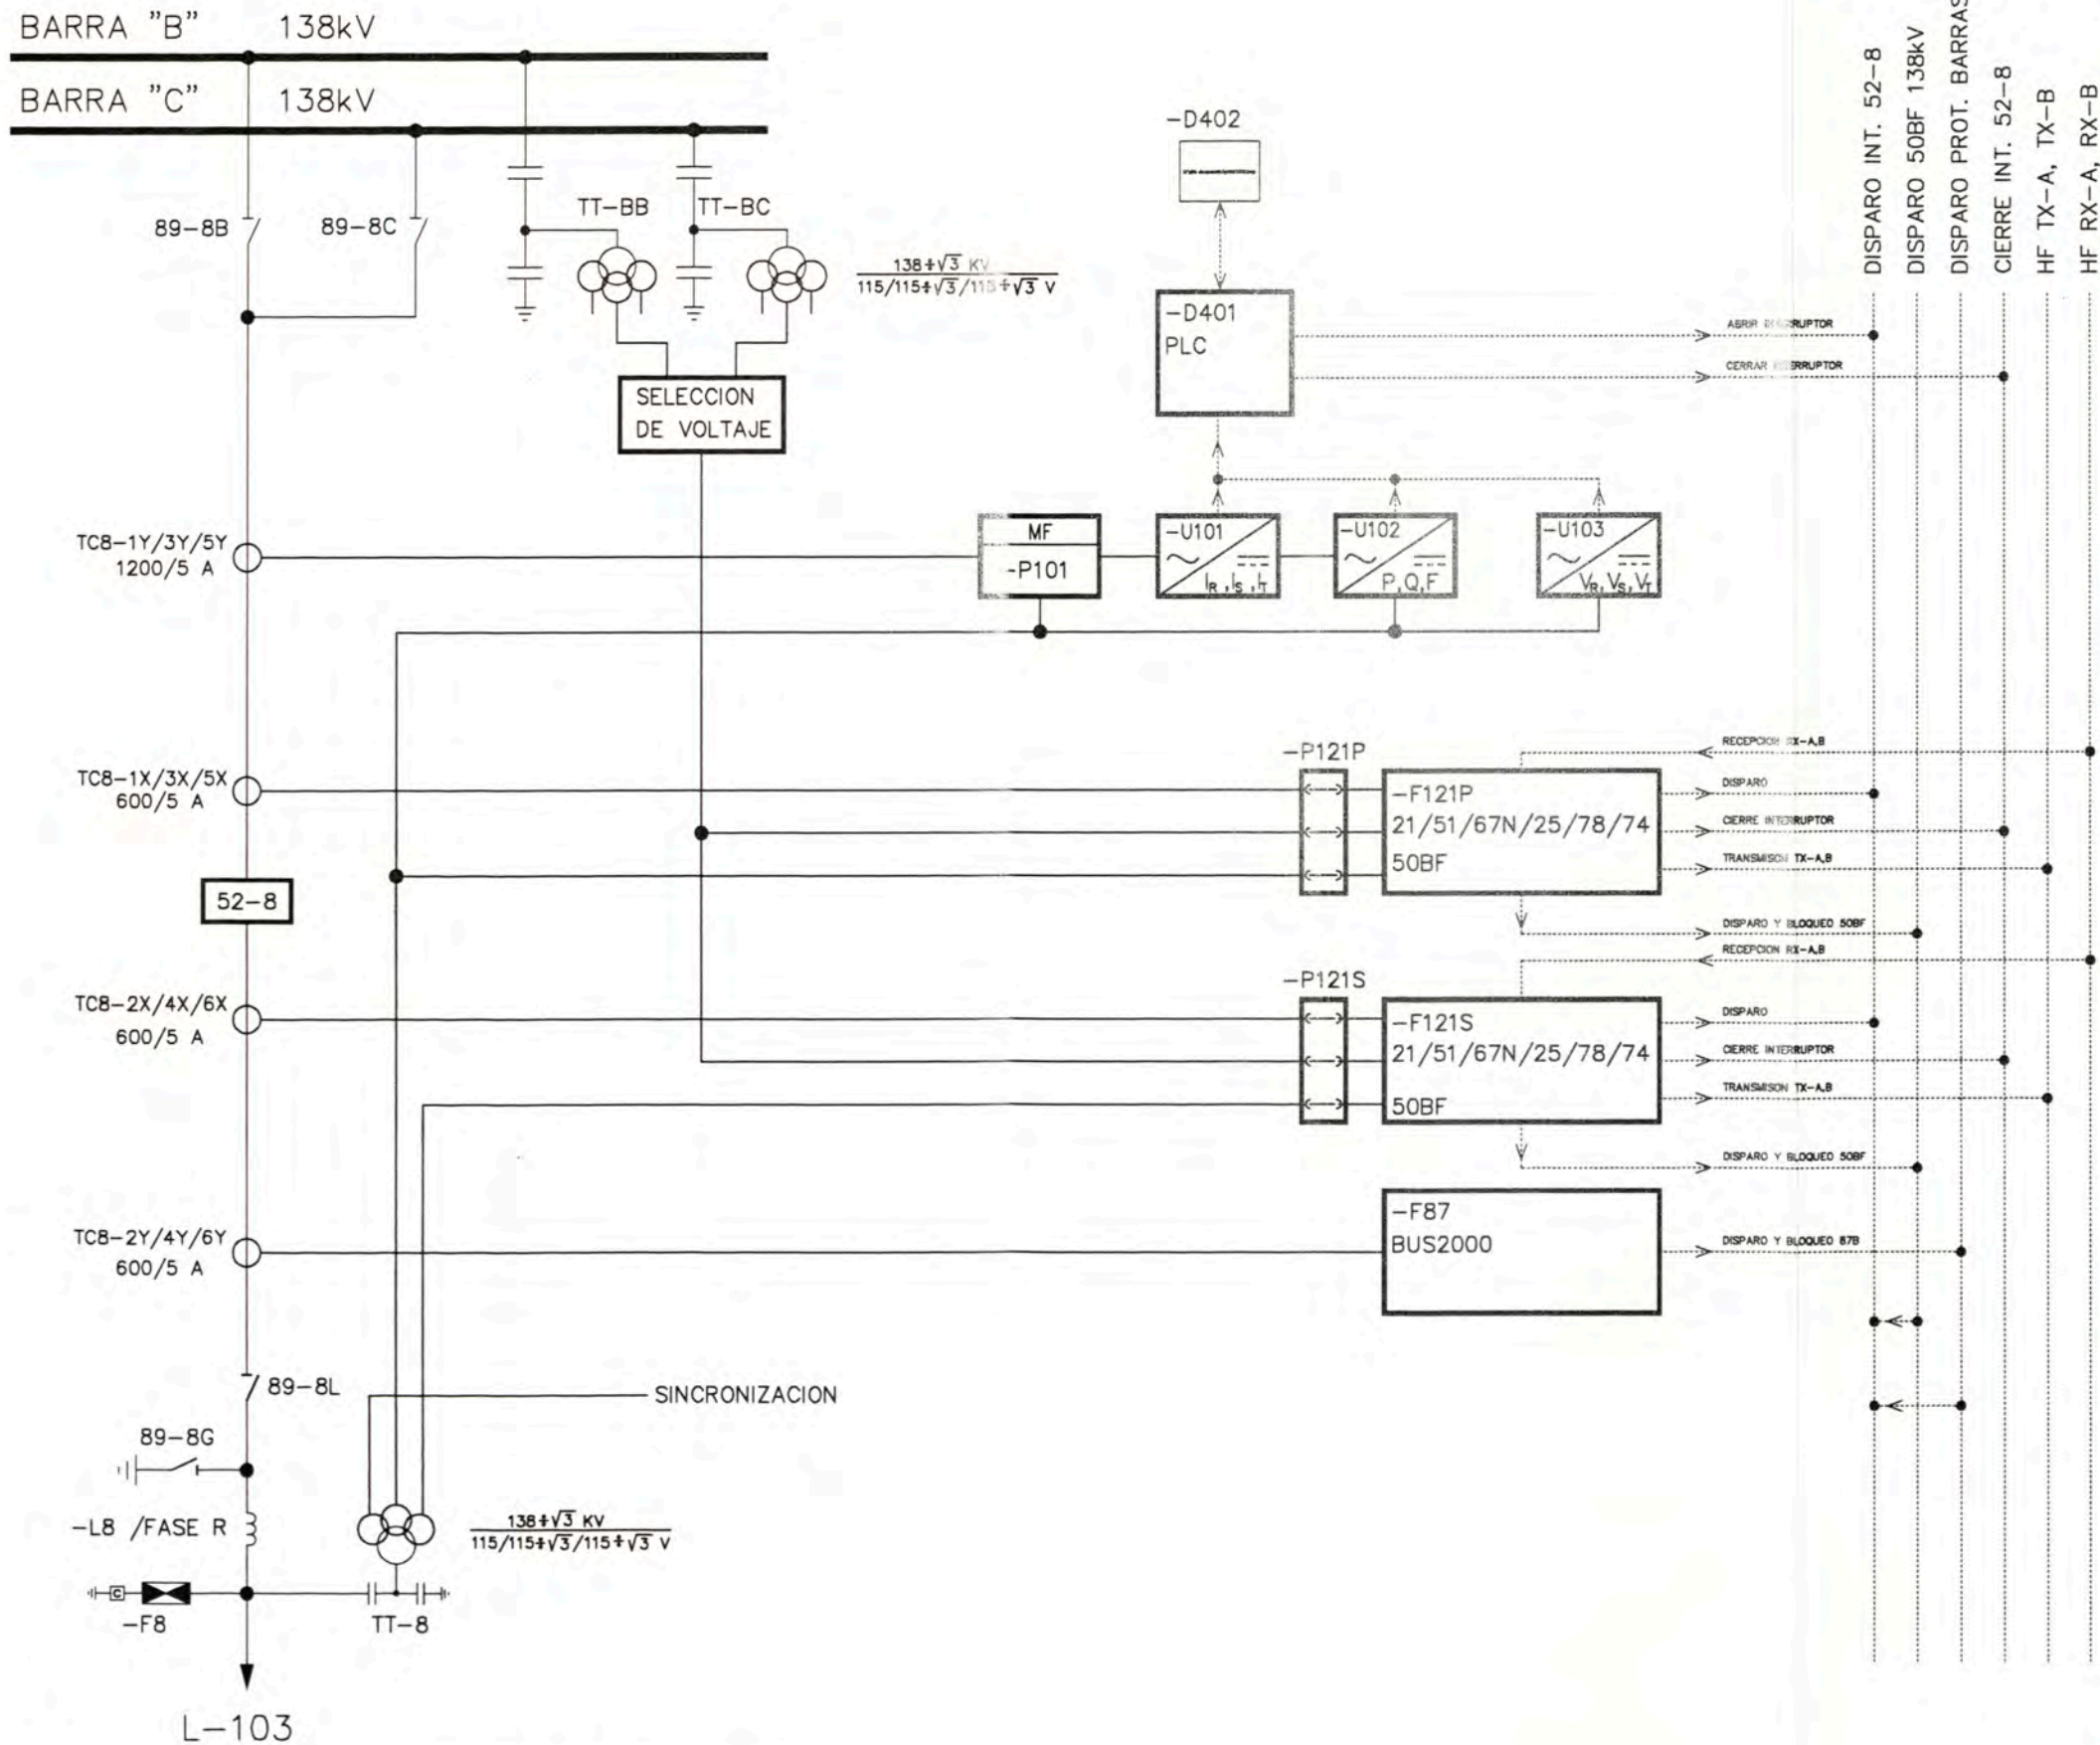 BARRA "B" 138kV
BARRA "C" 138kV
89-8B
89-8C
TT-BB
TT-BC
138÷√3 KV
115/115÷√3/115÷√3 V
SELECCION
DE VOLTAJE
-D402
-D401
PLC
ABRIR INTERRUPTOR
CERRAR INTERRUPTOR
DISPARO INT. 52-8
DISPARO 50BF 138kV
DISPARO PROT. BARRAS
CIERRE INT. 52-8
HF TX-A, TX-B
HF RX-A, RX-B
TC8-1Y/3Y/5Y
1200/5 A
MF
-P101
-U101
IR, IS, IT
-U102
P,Q,F
-U103
VR, VS, VT
TC8-1X/3X/5X
600/5 A
-P121P
-F121P
21/51/67N/25/78/74
50BF
RECEPCION RX-A,B
DISPARO
CIERRE INTERRUPTOR
TRANSMISON TX-A,B
DISPARO Y BLOQUEO 50BF
52-8
TC8-2X/4X/6X
600/5 A
-P121S
-F121S
21/51/67N/25/78/74
50BF
RECEPCION RX-A,B
DISPARO
CIERRE INTERRUPTOR
TRANSMISON TX-A,B
DISPARO Y BLOQUEO 50BF
TC8-2Y/4Y/6Y
600/5 A
-F87
BUS2000
DISPARO Y BLOQUEO 87B
89-8L
SINCRONIZACION
89-8G
-L8 /FASE R
138÷√3 KV
115/115÷√3/115÷√3 V
C
-F8
TT-8
L-103